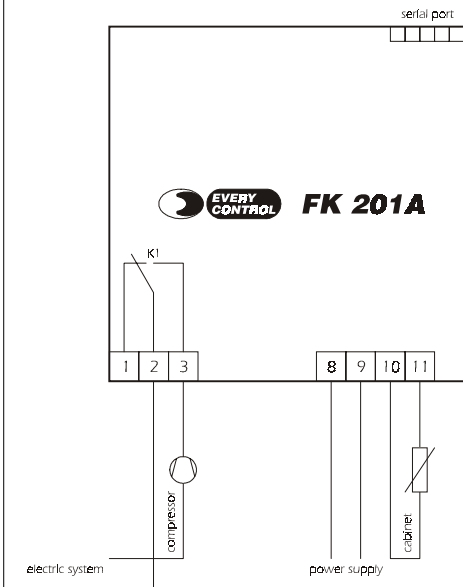 serial port
EVERY
CONTROL
FK 201A
K1
1 2 3 8 9 10 11
compressor
cabinet
electric system
power supply